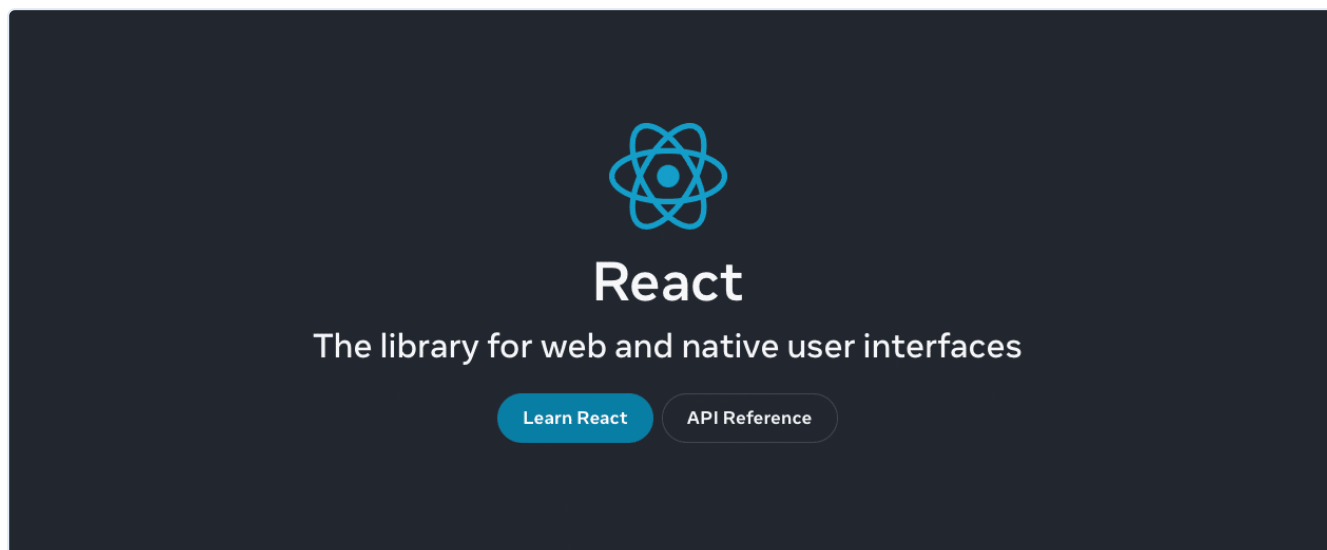 React
The library for web and native user interfaces
Learn React
API Reference